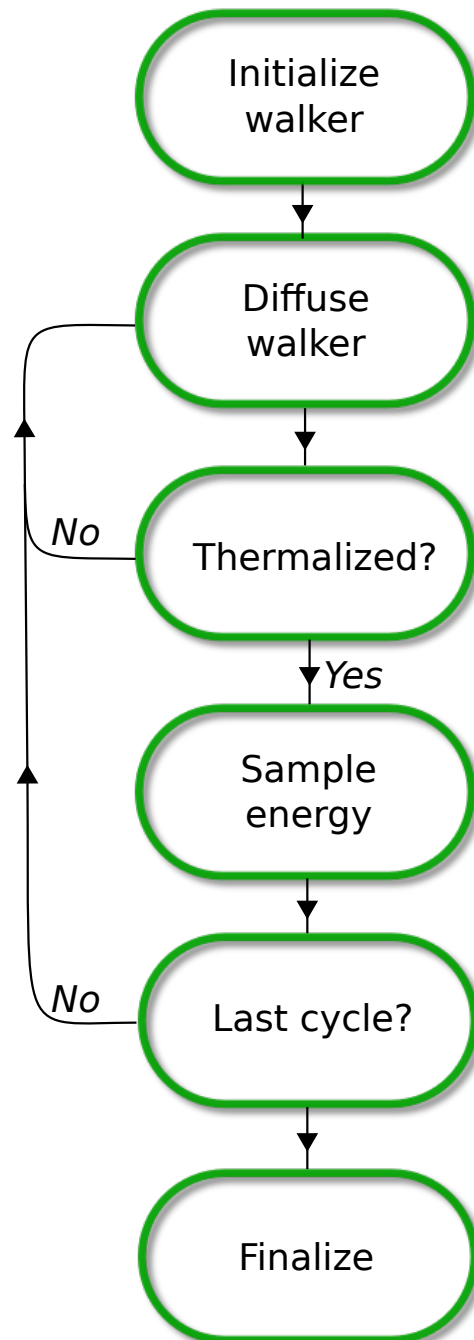 Initialize
walker
Diffuse
walker
No
Thermalized?
Yes
Sample
energy
No
Last cycle?
Finalize